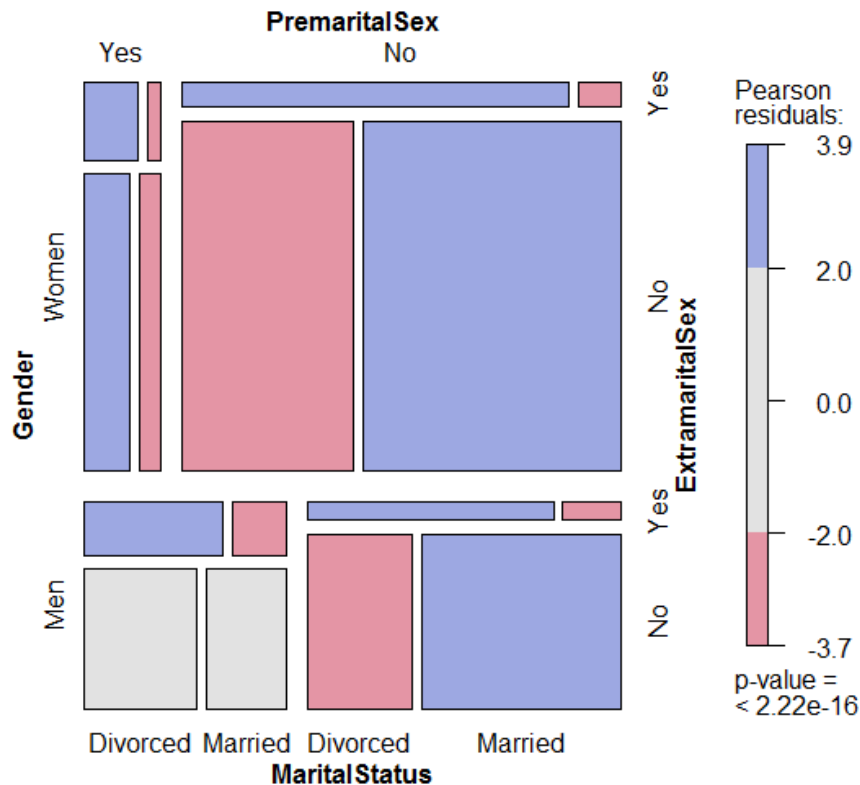 PremaritalSex
Yes No
Gender
Women
Men
Yes
No
Yes
No
ExtramaritalSex
Divorced Married Divorced Married
MaritalStatus
Pearson
residuals:
3.9
2.0
0.0
-2.0
-3.7
p-value =
< 2.22e-16